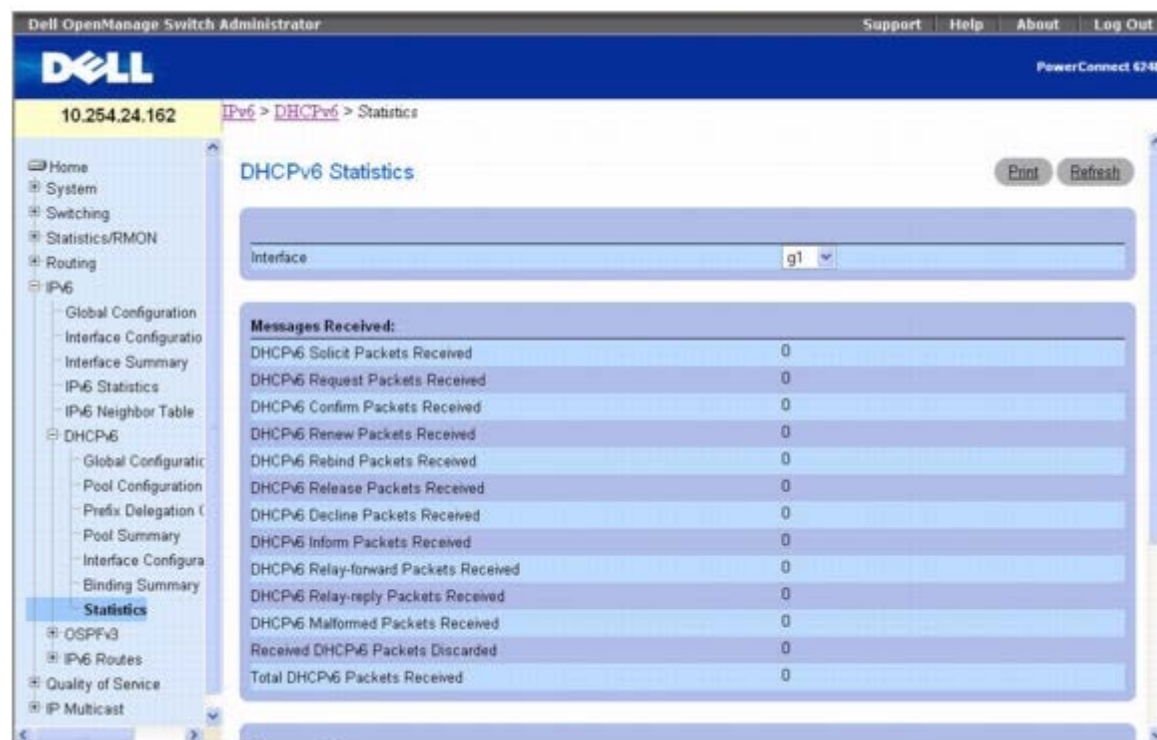 Dell OpenManage Switch Administrator Support Help About Log Out
DELL
PowerConnect 624
10.254.24.162
IPv6 > DHCPv6 > Statistics
Home
System
Switching
Statistics/RMON
Routing
IPv6
Global Configuration
Interface Configuratio
Interface Summary
IPv6 Statistics
IPv6 Neighbor Table
DHCPv6
Global Configuratic
Pool Configuration
Prefix Delegation (
Pool Summary
Interface Configura
Binding Summary
Statistics
OSPFv3
IPv6 Routes
Quality of Service
IP Multicast
DHCPv6 Statistics
Print Refresh
Interface g1
Messages Received:
DHCPv6 Solicit Packets Received 0
DHCPv6 Request Packets Received 0
DHCPv6 Confirm Packets Received 0
DHCPv6 Renew Packets Received 0
DHCPv6 Rebind Packets Received 0
DHCPv6 Release Packets Received 0
DHCPv6 Decline Packets Received 0
DHCPv6 Inform Packets Received 0
DHCPv6 Relay-forward Packets Received 0
DHCPv6 Relay-reply Packets Received 0
DHCPv6 Malformed Packets Received 0
Received DHCPv6 Packets Discarded 0
Total DHCPv6 Packets Received 0